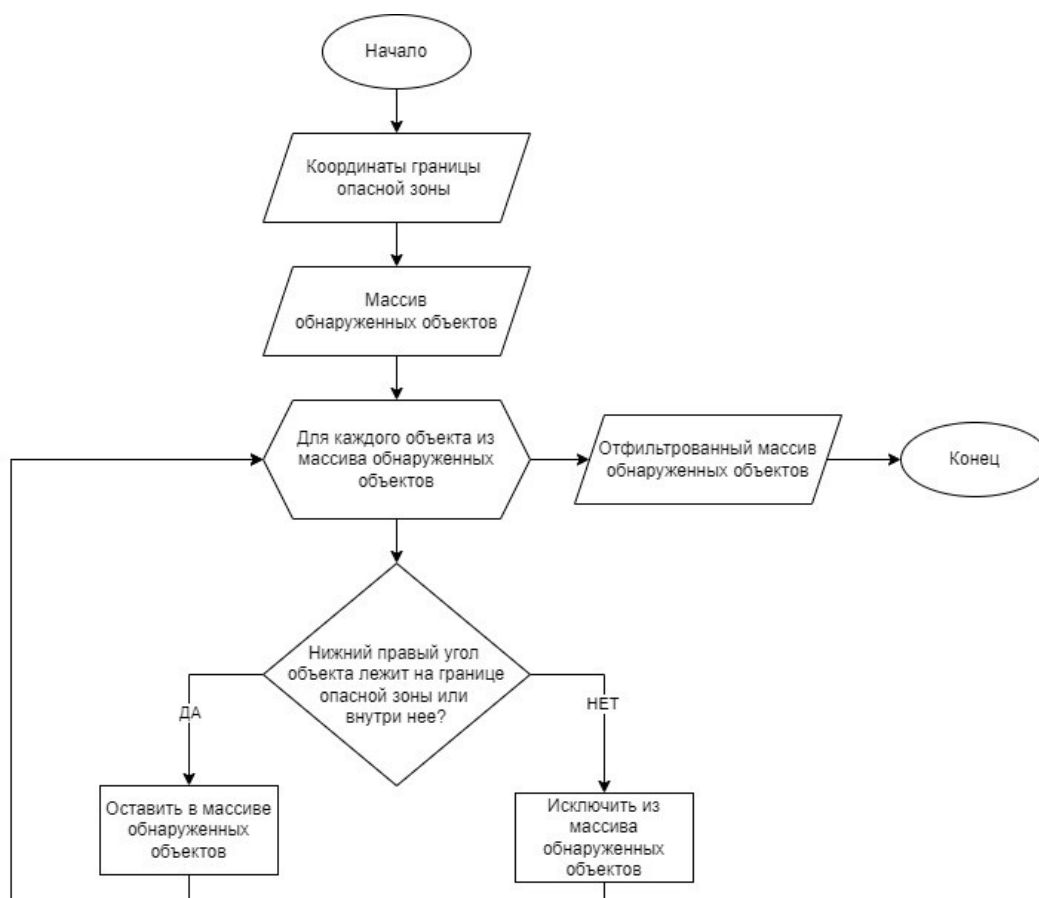 Начало
Координаты границы
опасной зоны
Массив
обнаруженных объектов
Для каждого объекта из
массива обнаруженных
объектов
Отфильтрованный массив
обнаруженных объектов
Конец
Нижний правый угол
объекта лежит на границе
опасной зоны или
внутри нее?
ДА
НЕТ
Оставить в массиве
обнаруженных
объектов
Исключить из
массива
обнаруженных
объектов